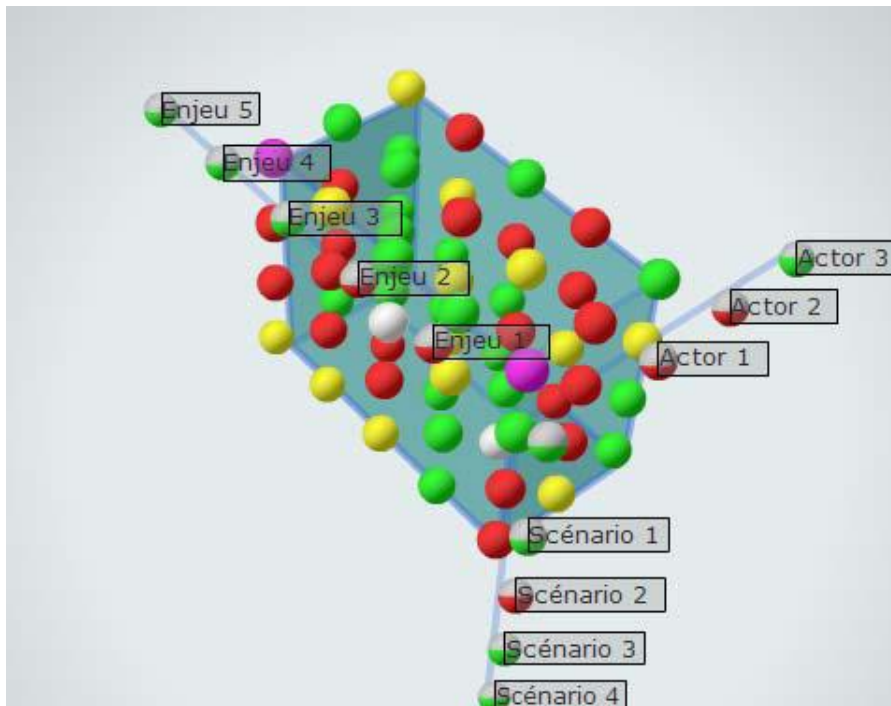 Enjeu 5
Enjeu 4
Enjeu 3
Actor 3
Enjeu 2
Actor 2
Enjeu 1
Actor 1
Scénario 1
Scénario 2
Scénario 3
Scénario 4